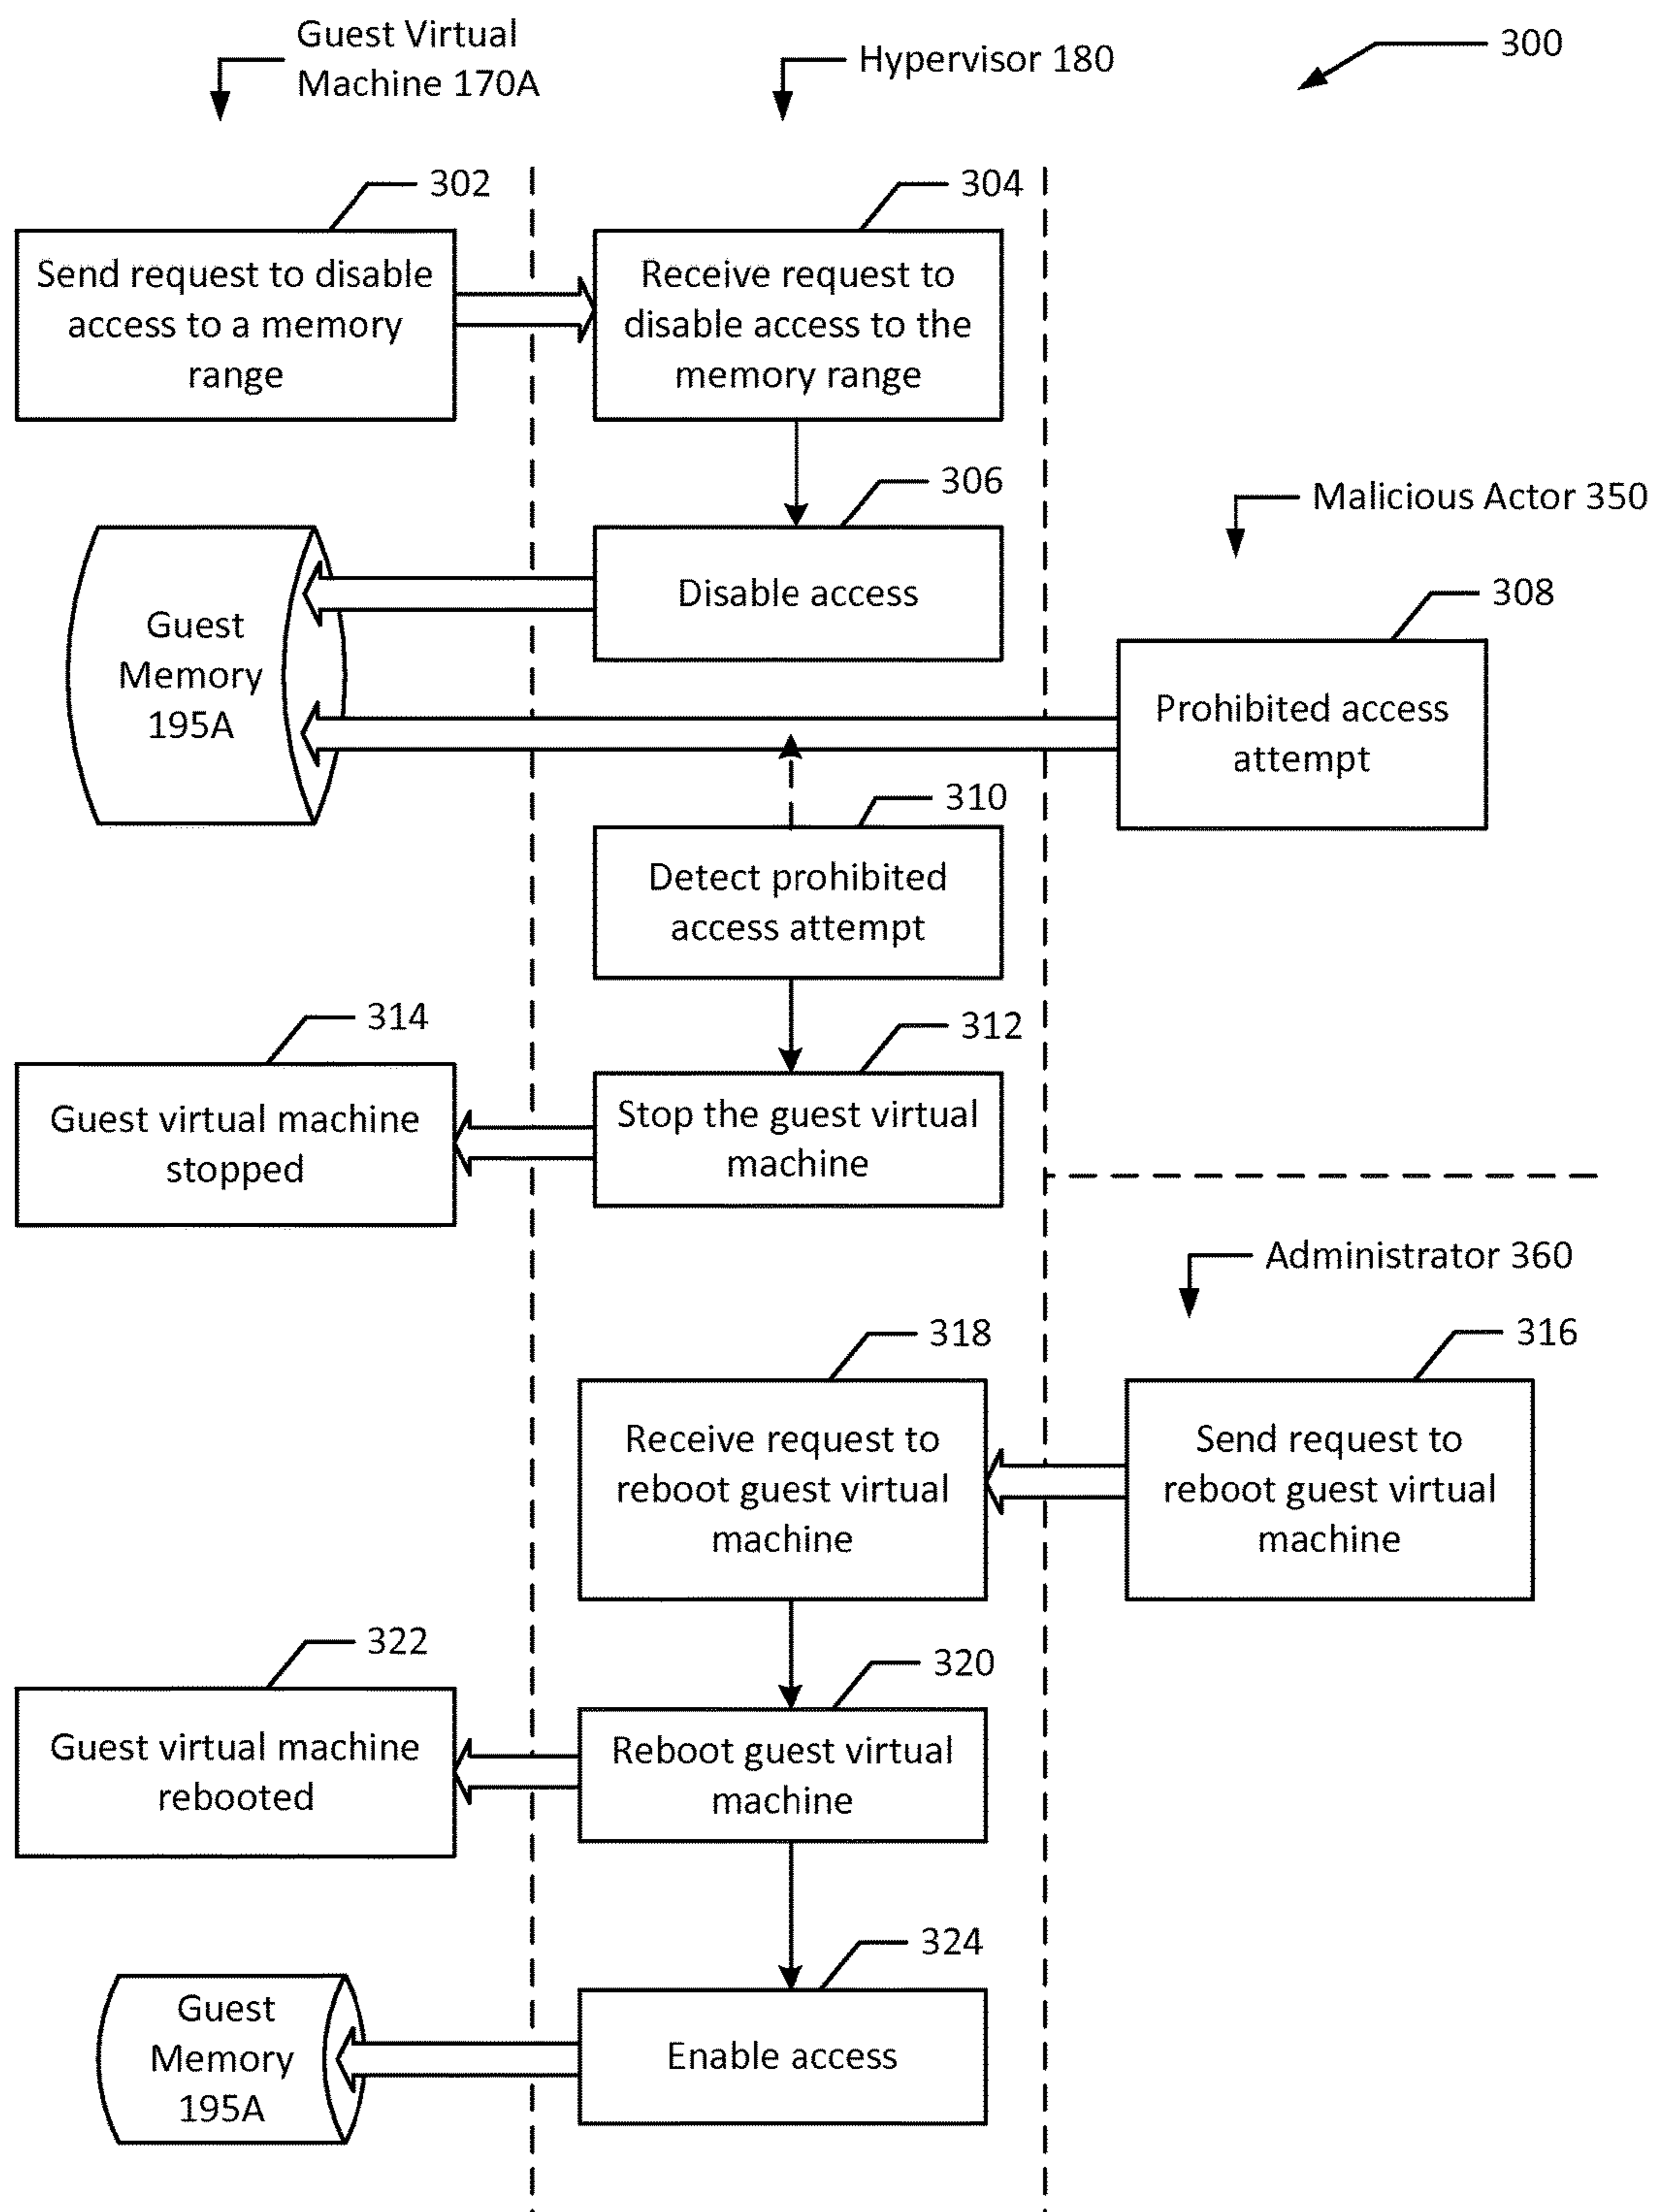 Guest Virtual
Machine 170A
Hypervisor 180
300
302
Send request to disable
access to a memory
range
304
Receive request to
disable access to the
memory range
306
Disable access
Malicious Actor 350
308
Prohibited access
attempt
Guest
Memory
195A
310
Detect prohibited
access attempt
312
Stop the guest virtual
machine
314
Guest virtual machine
stopped
Administrator 360
316
Send request to
reboot guest virtual
machine
318
Receive request to
reboot guest virtual
machine
320
Reboot guest virtual
machine
322
Guest virtual machine
rebooted
324
Enable access
Guest
Memory
195A